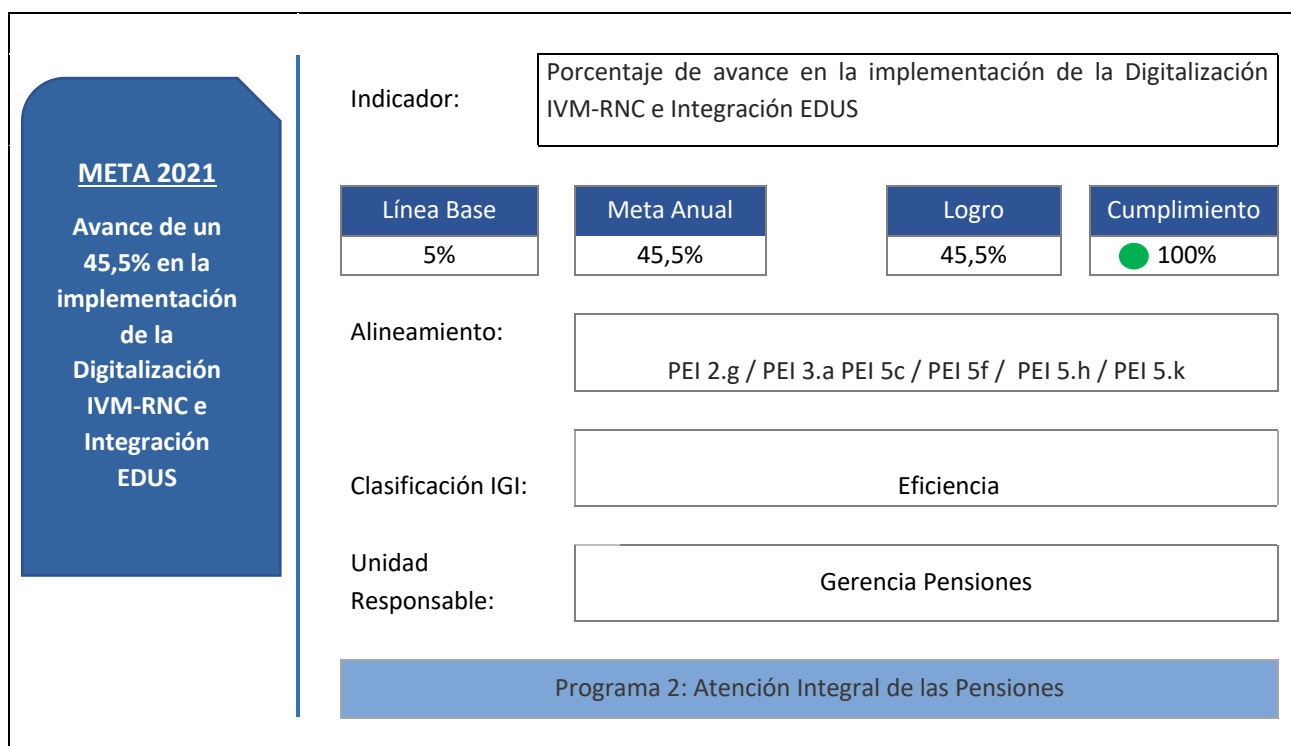 META 2021
Avance de un
45,5% en la
implementación
de la
Digitalización
IVM-RNC e
Integración
EDUS
Indicador:
Porcentaje de avance en la implementación de la Digitalización
IVM-RNC e Integración EDUS
Línea Base
Meta Anual
Logro
Cumplimiento
5%
45,5%
45,5%
100%
Alineamiento:
PEI 2.g / PEI 3.a PEI 5c / PEI 5f / PEI 5.h / PEI 5.k
Clasificación IGI:
Eficiencia
Unidad
Responsable:
Gerencia Pensiones
Programa 2: Atención Integral de las Pensiones